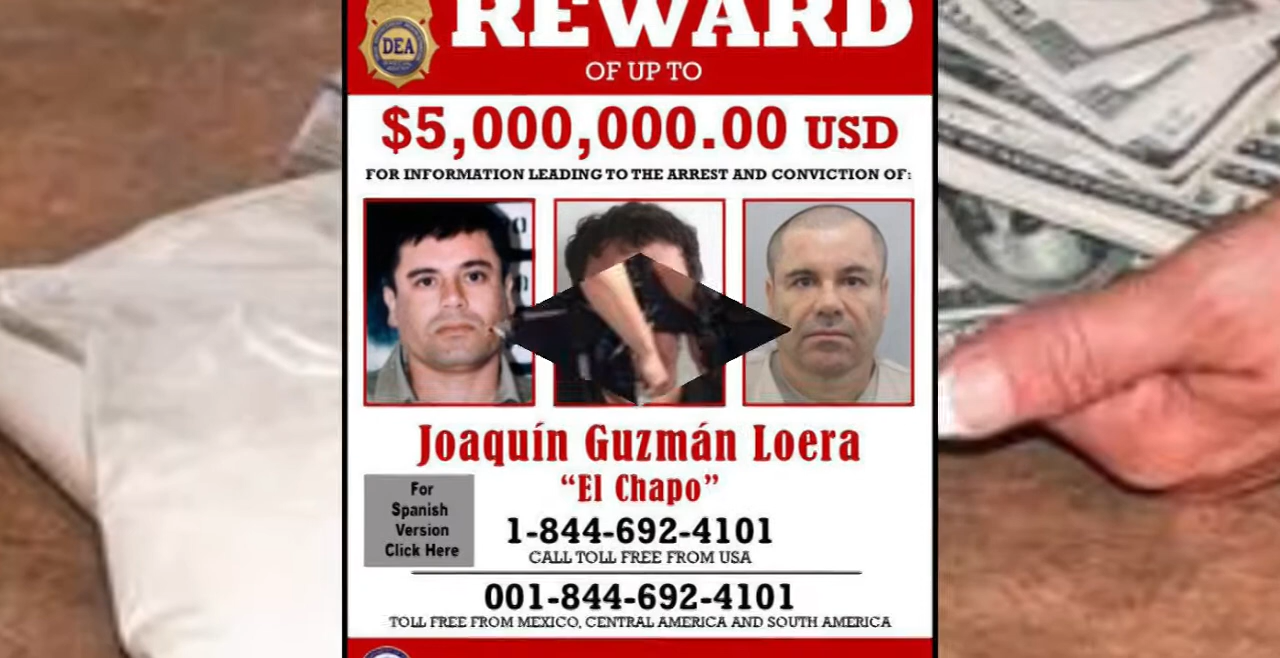 REWARD
DEA
OF UP TO
$5,000,000.00 USD
FOR INFORMATION LEADING TO THE ARREST AND CONVICTION OF:
Joaquín Guzmán Loera
“El Chapo”
For
Spanish
Version
Click Here
1-844-692-4101
CALL TOLL FREE FROM USA
001-844-692-4101
TOLL FREE FROM MEXICO, CENTRAL AMERICA AND SOUTH AMERICA